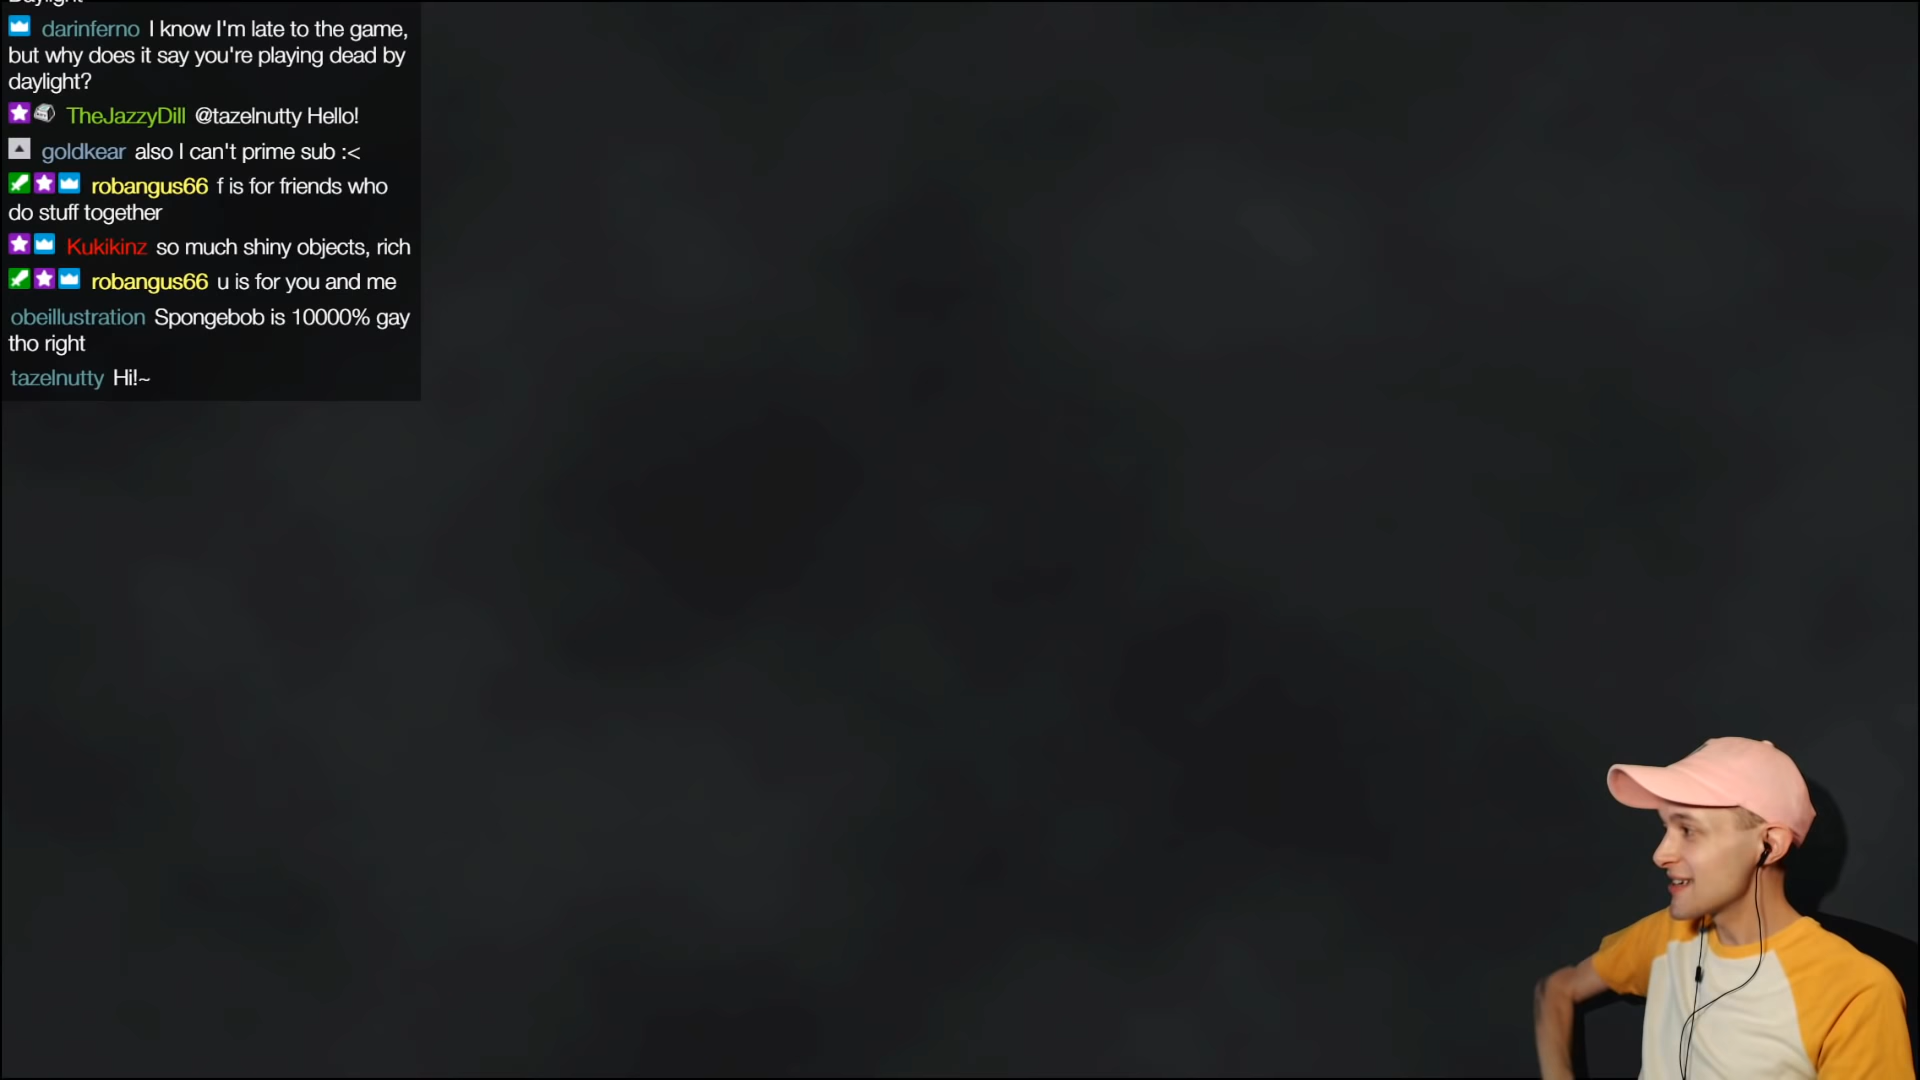 Daylight
darinferno I know I'm late to the game,
but why does it say you're playing dead by
daylight?
TheJazzyDill @tazelnutty Hello!
goldkear also I can't prime sub :<
robangus66 f is for friends who
do stuff together
Kukikinz so much shiny objects, rich
robangus66 u is for you and me
obeillustration Spongebob is 10000% gay
tho right
tazelnutty Hi!~